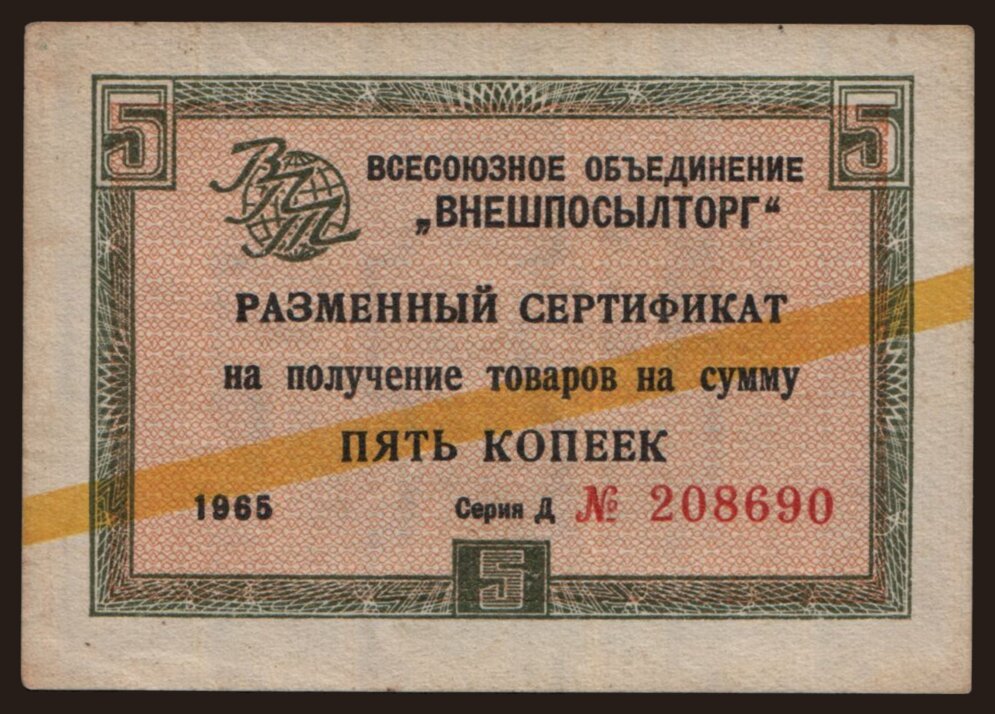 5 5
ВПТ
ВСЕСОЮЗНОЕ ОБЪЕДИНЕНИЕ
„ВНЕШПОСЫЛТОРГ“
РАЗМЕННЫЙ СЕРТИФИКАТ
на получение товаров на сумму
ПЯТЬ КОПЕЕК
1965 Серия Д № 208690
5